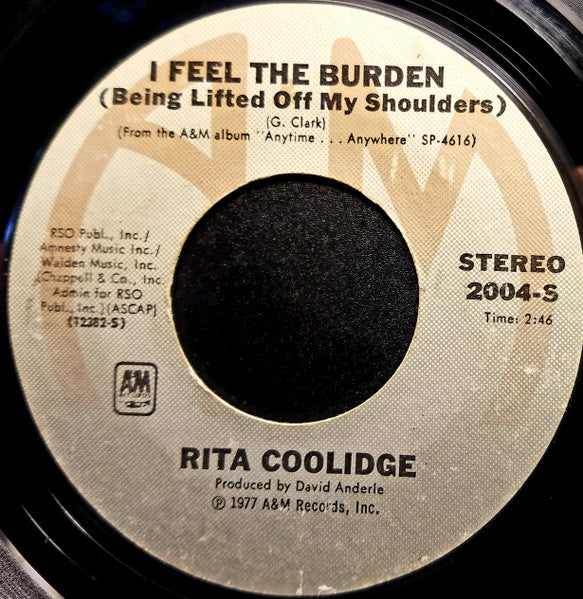 I FEEL THE BURDEN
(Being Lifted Off My Shoulders)
(G. Clark)
(From the A&M album "Anytime . . . Anywhere" SP-4616)
RSO Publ., Inc./
Amnesty Music Inc./
Walden Music, Inc.
(Chappell & Co., Inc.
Admin for RSO
Publ., Inc.)(ASCAP)
(12382-S)
STEREO
2004-S
Time: 2:46
A&M
RECORDS
RITA COOLIDGE
Produced by David Anderle
℗ 1977 A&M Records, Inc.